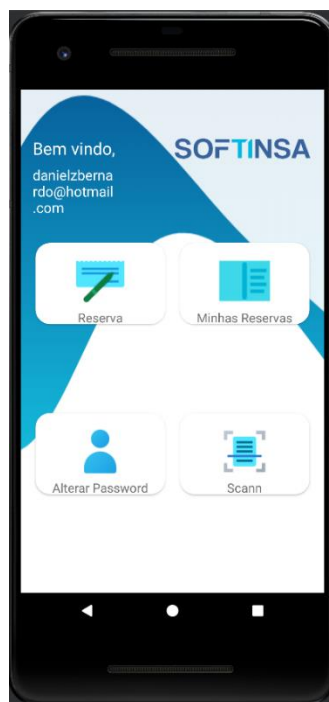 Bem vindo,
SOFTINSA
danielzberna
rdo@hotmail
.com
Reserva
Minhas Reservas
Alterar Password
Scann